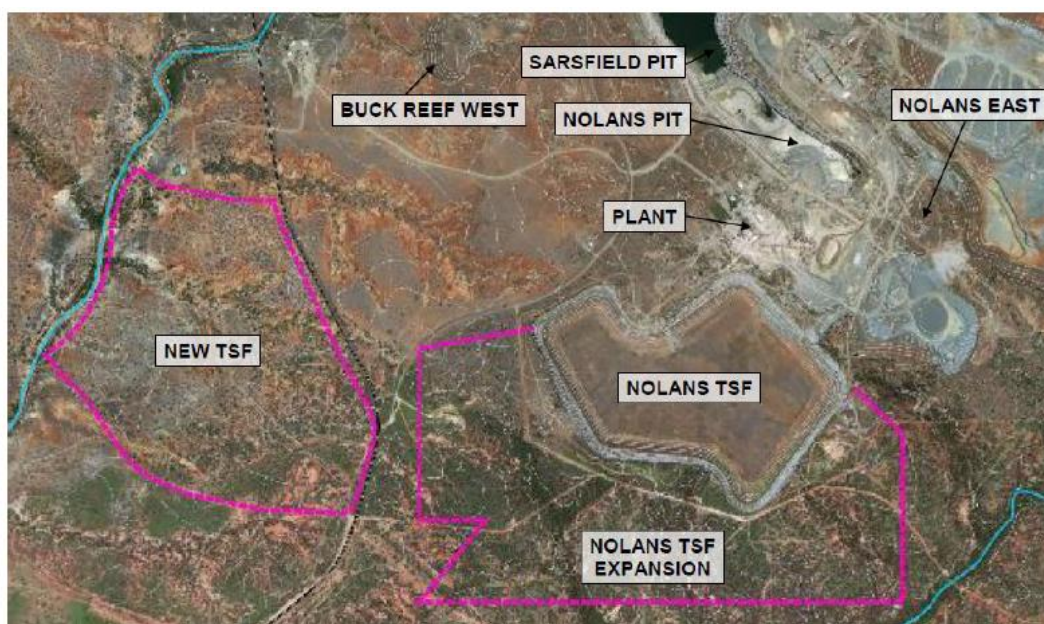 SARSFIELD PIT
BUCK REEF WEST
NOLANS PIT
NOLANS EAST
PLANT
NEW TSF
NOLANS TSF
NOLANS TSF
EXPANSION